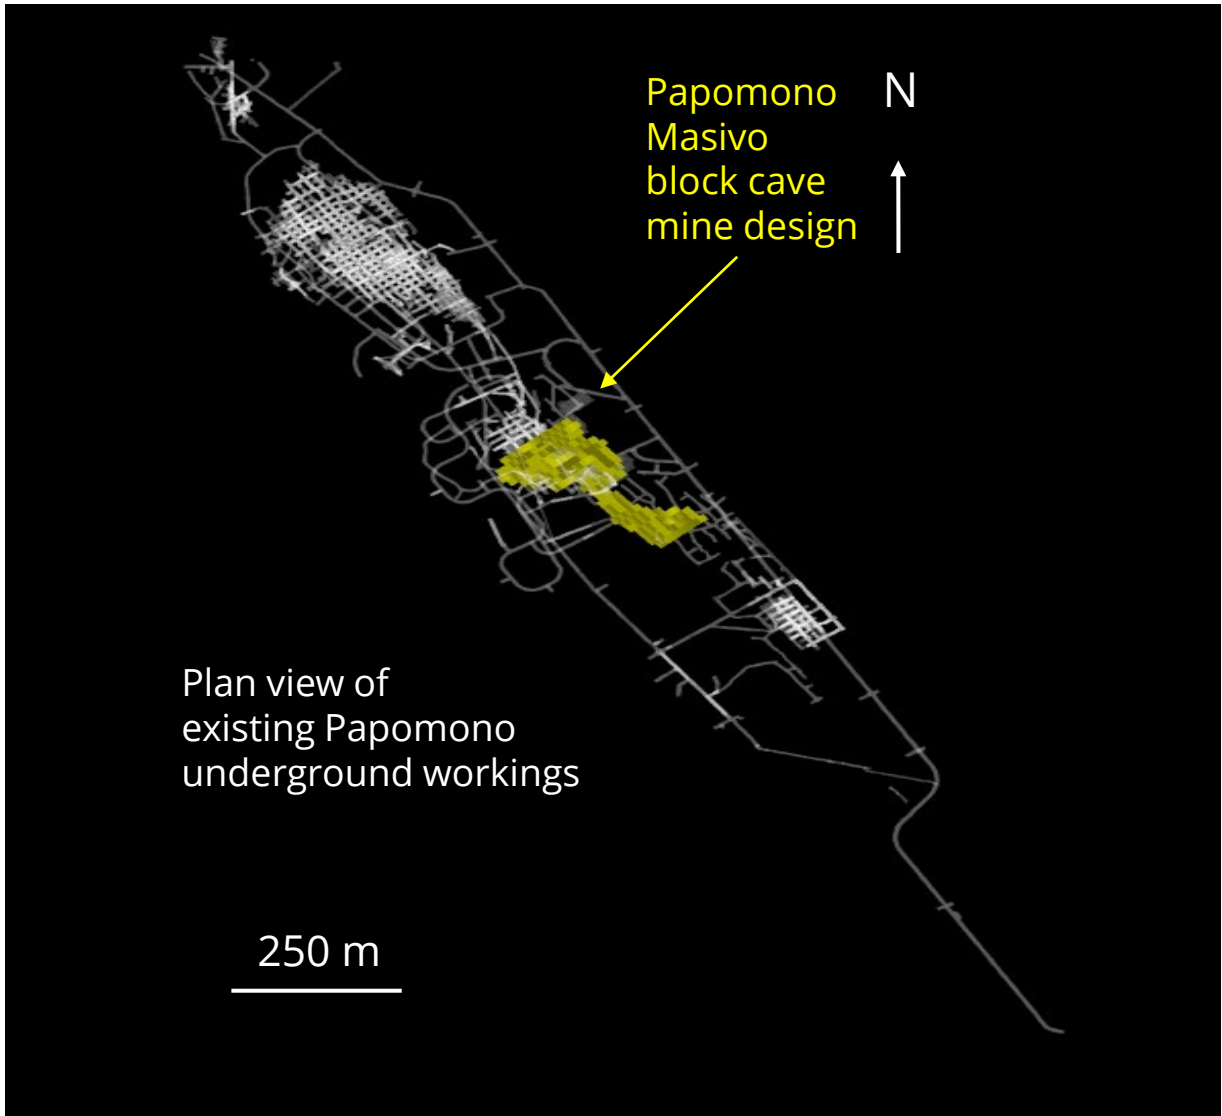 Papomono
Masivo
block cave
mine design
N
Plan view of
existing Papomono
underground workings
250 m